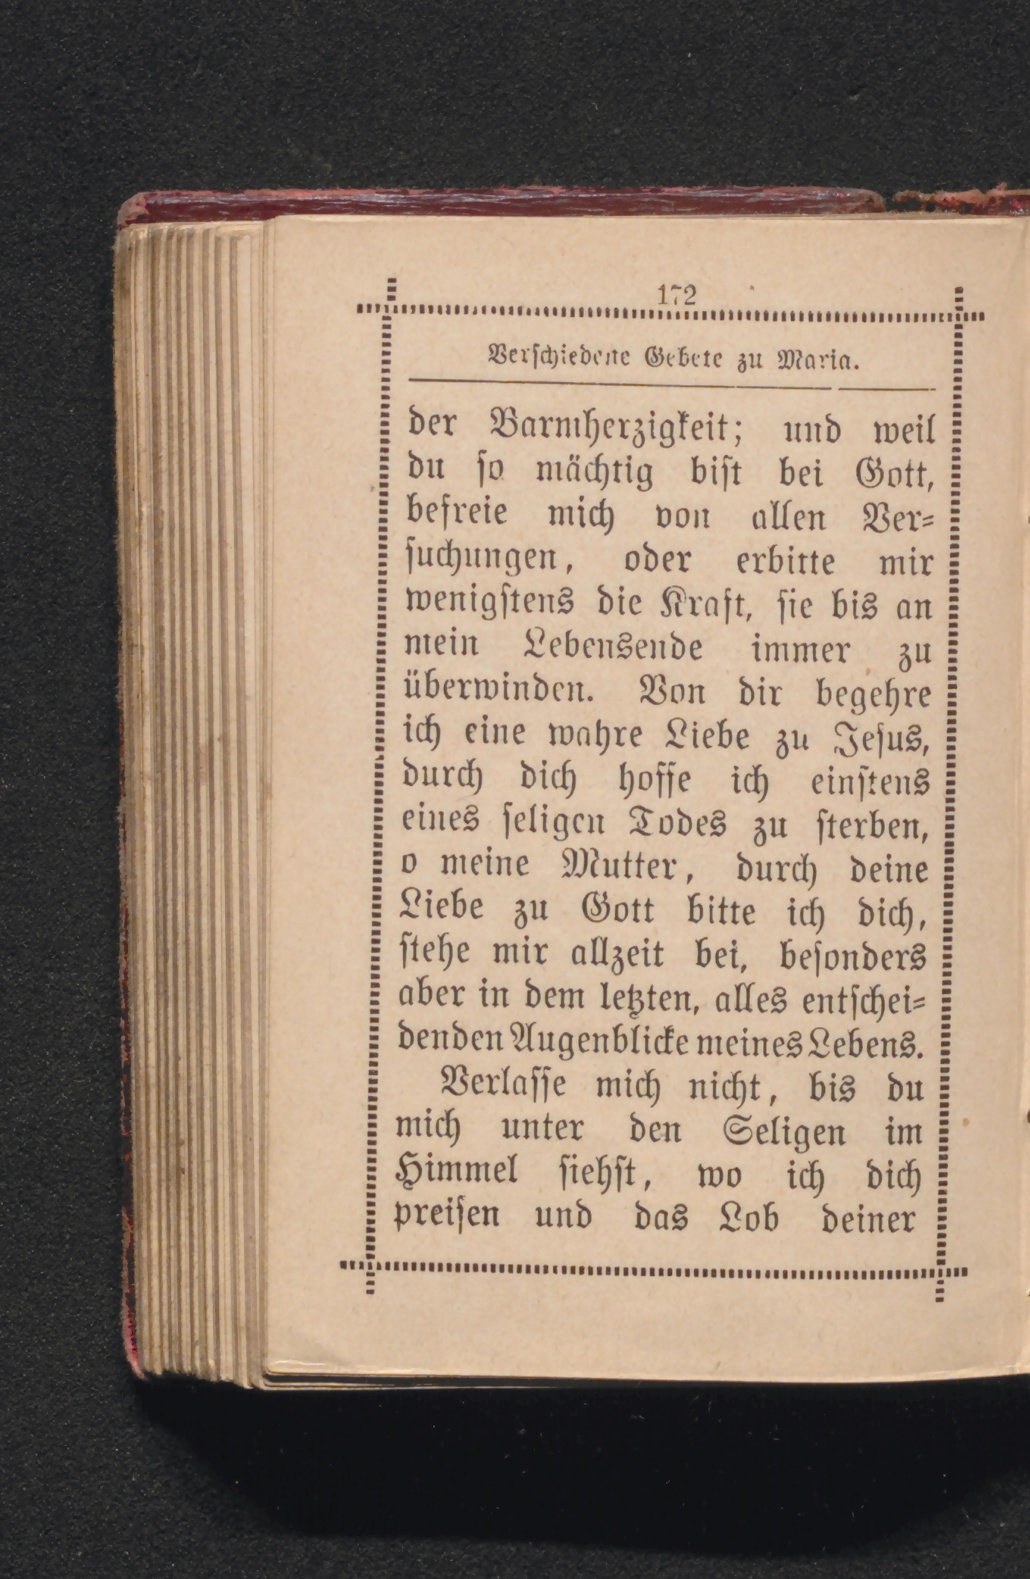 172
Verschiedene Gebete zu Maria.
der Barmherzigkeit; und weil
du so mächtig bist bei Gott,
befreie mich von allen Ver-
suchungen, oder erbitte mir
wenigstens die Kraft, sie bis an
mein Lebensende immer zu
überwinden. Von dir begehre
ich eine wahre Liebe zu Jesus,
durch dich hoffe ich einstens
eines seligen Todes zu sterben,
o meine Mutter, durch deine
Liebe zu Gott bitte ich dich,
stehe mir allzeit bei, besonders
aber in dem letzten, alles entschei-
denden Augenblicke meines Lebens.
Verlasse mich nicht, bis du
mich unter den Seligen im
Himmel siehst, wo ich dich
preisen und das Lob deiner